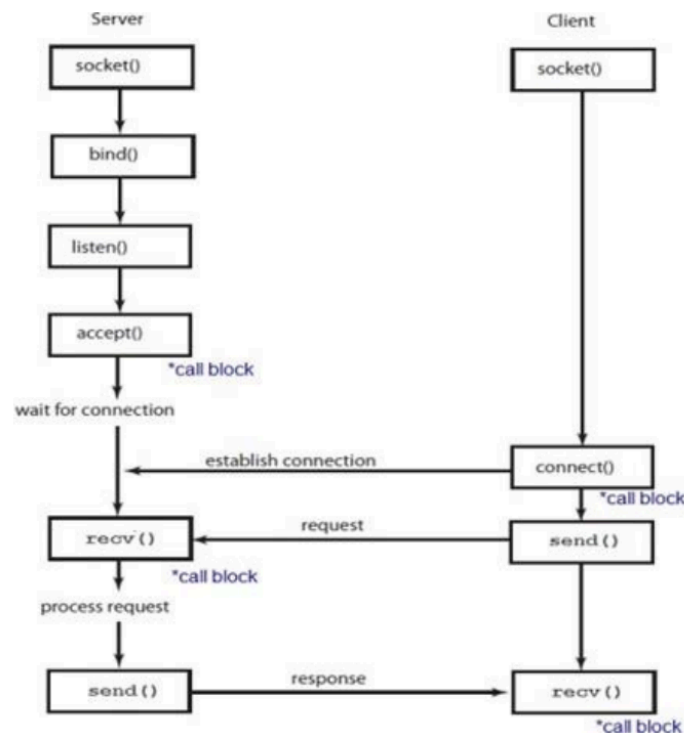 Server
Client
socket()
socket()
bind()
listen()
accept()
*call block
wait for connection
establish connection
connect()
*call block
recv()
request
send()
*call block
process request
send()
response
recv()
*call block